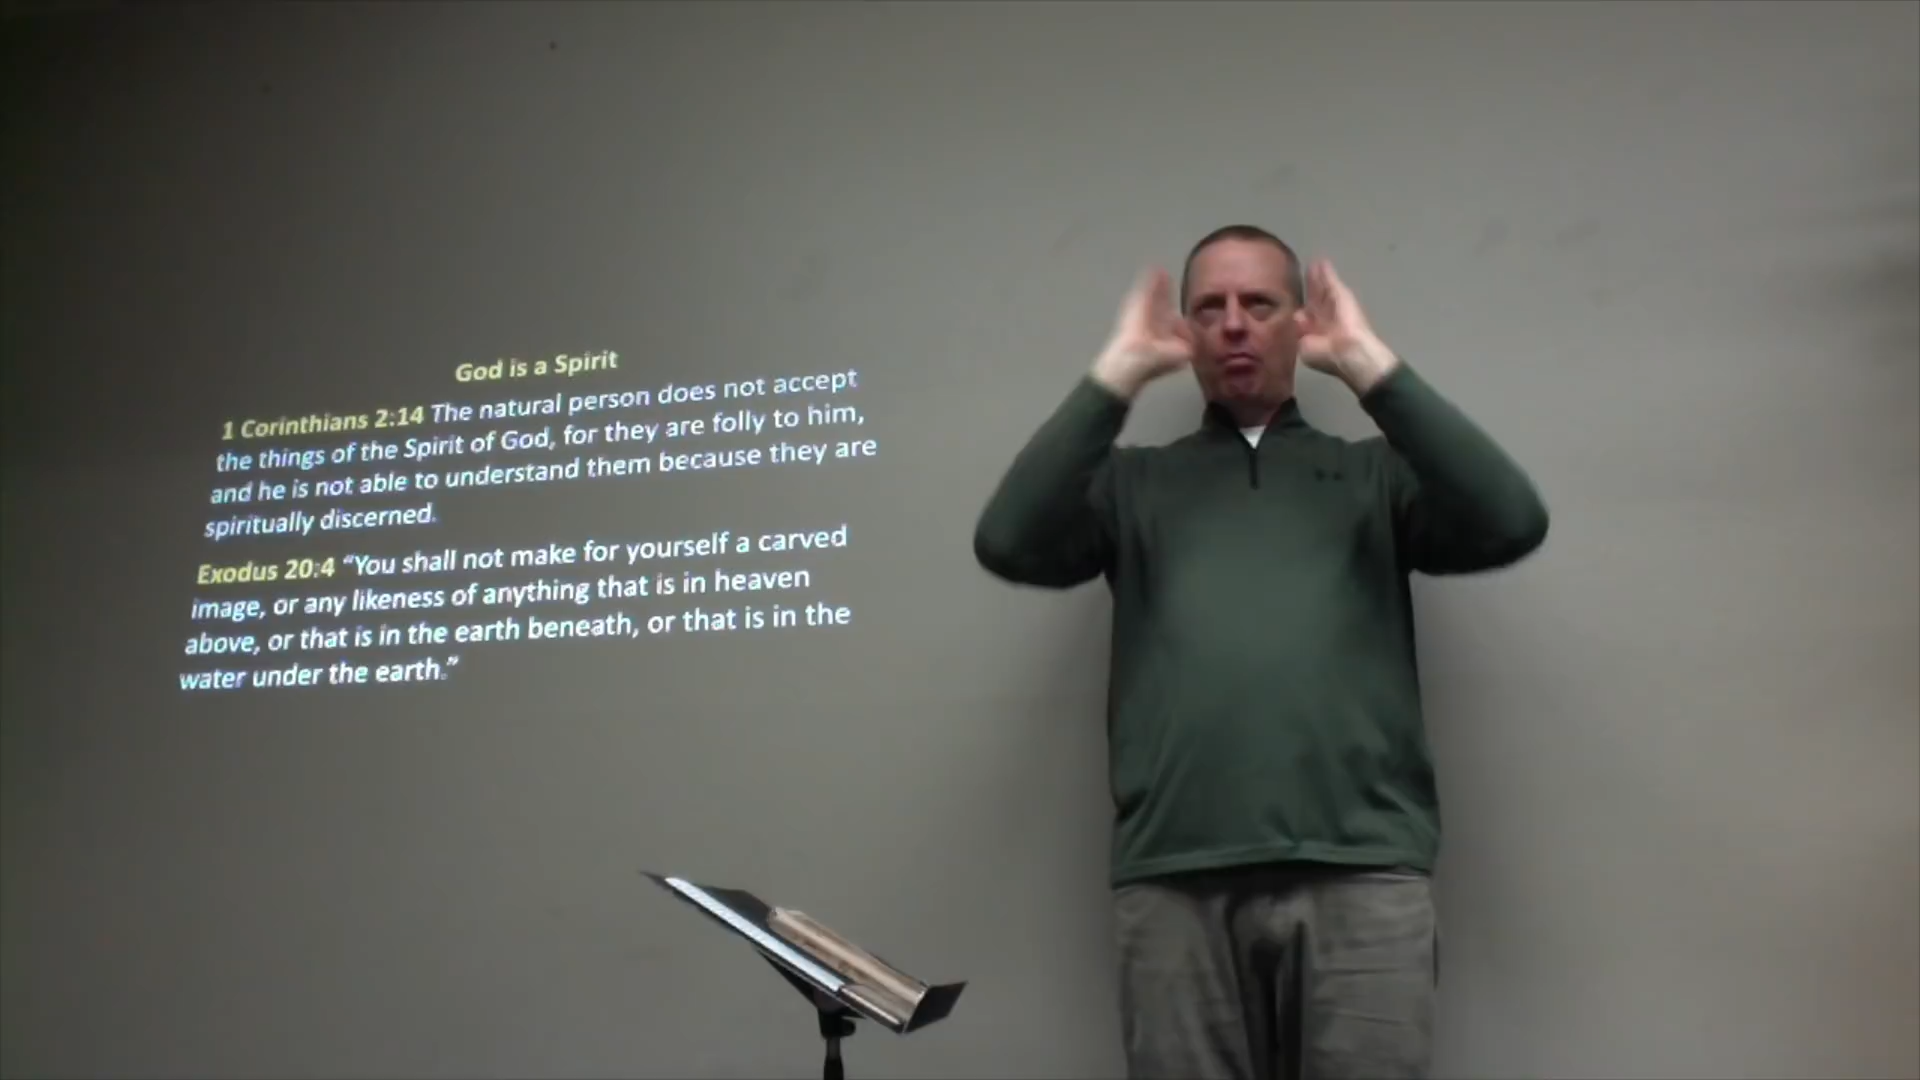 God is a Spirit
1 Corinthians 2:14 The natural person does not accept
the things of the Spirit of God, for they are folly to him,
and he is not able to understand them because they are
spiritually discerned.
Exodus 20:4 “You shall not make for yourself a carved
image, or any likeness of anything that is in heaven
above, or that is in the earth beneath, or that is in the
water under the earth.”